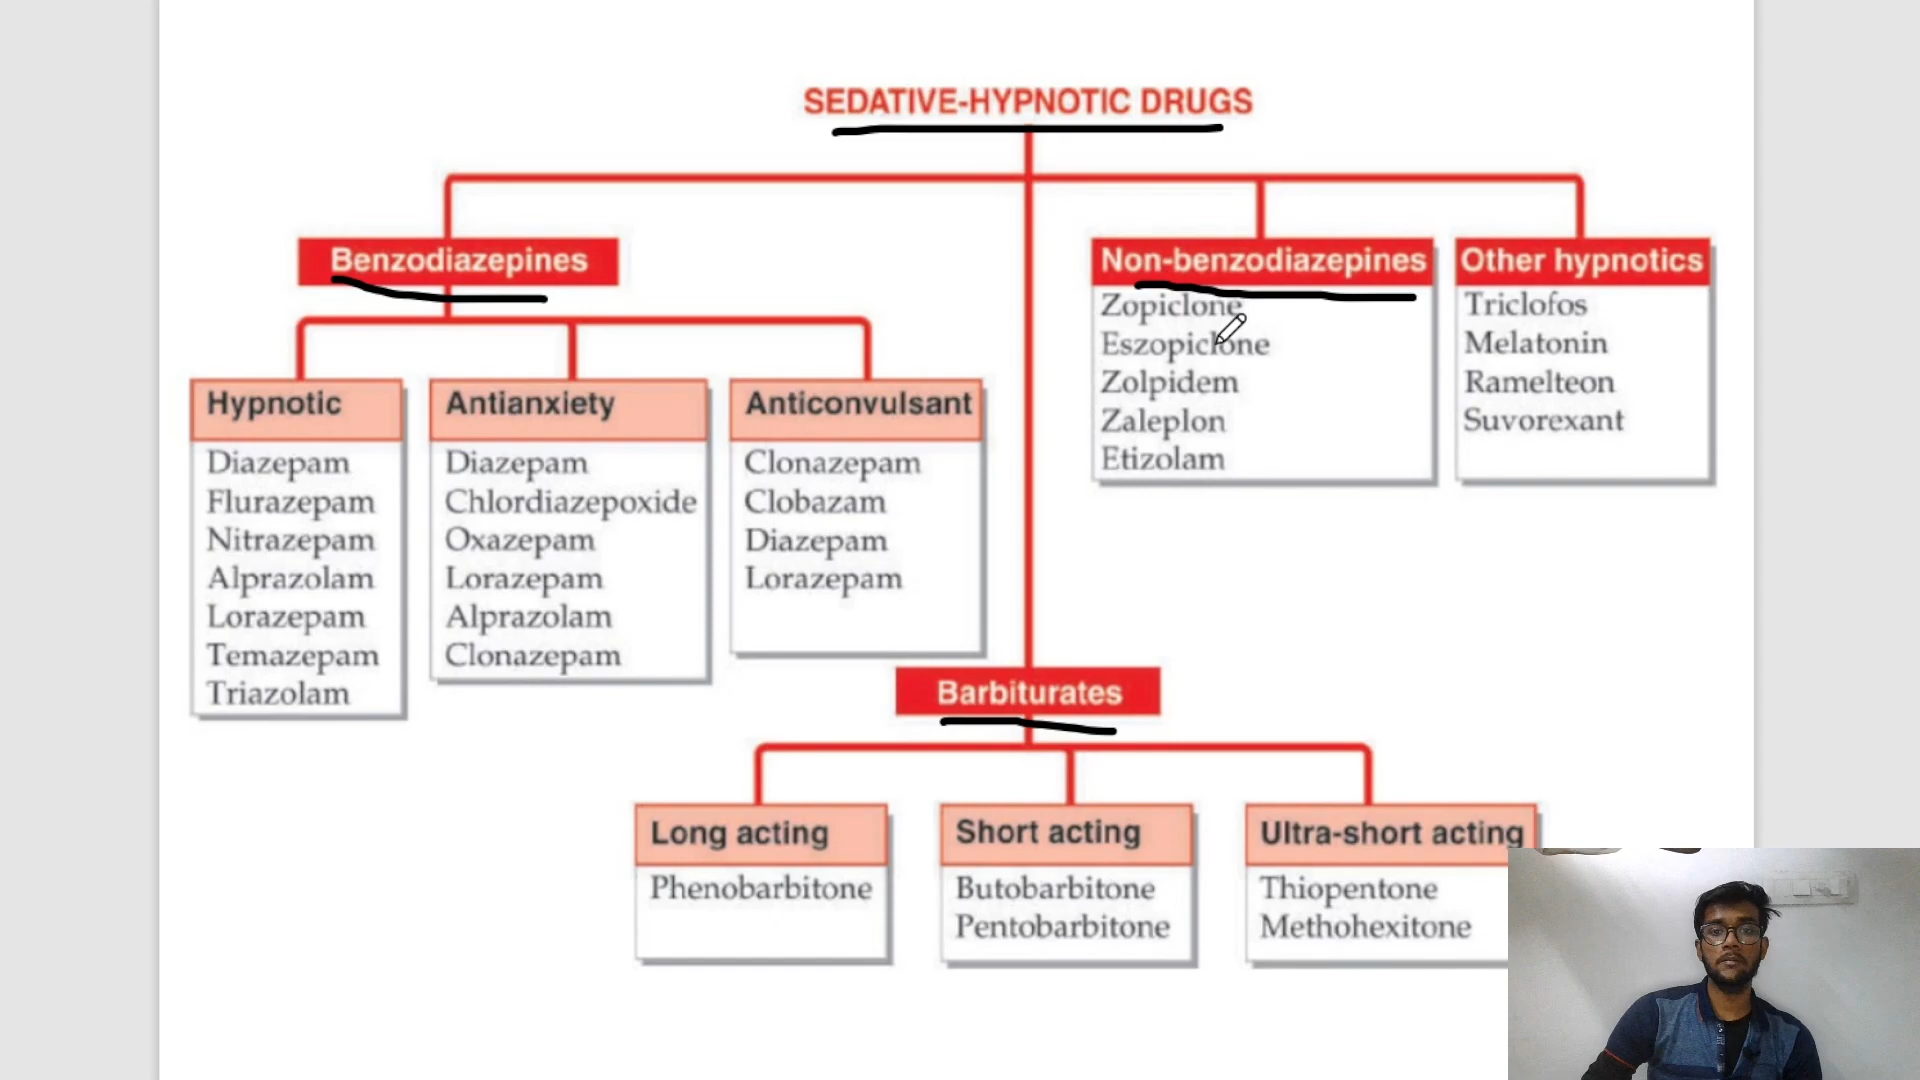 SEDATIVE-HYPNOTIC DRUGS
Benzodiazepines
Hypnotic
Diazepam
Flurazepam
Nitrazepam
Alprazolam
Lorazepam
Temazepam
Triazolam
Antianxiety
Diazepam
Chlordiazepoxide
Oxazepam
Lorazepam
Alprazolam
Clonazepam
Anticonvulsant
Clonazepam
Clobazam
Diazepam
Lorazepam
Non-benzodiazepines
Zopiclone
Eszopiclone
Zolpidem
Zaleplon
Etizolam
Other hypnotics
Triclofos
Melatonin
Ramelteon
Suvorexant
Barbiturates
Long acting
Phenobarbitone
Short acting
Butobarbitone
Pentobarbitone
Ultra-short acting
Thiopentone
Methohexitone